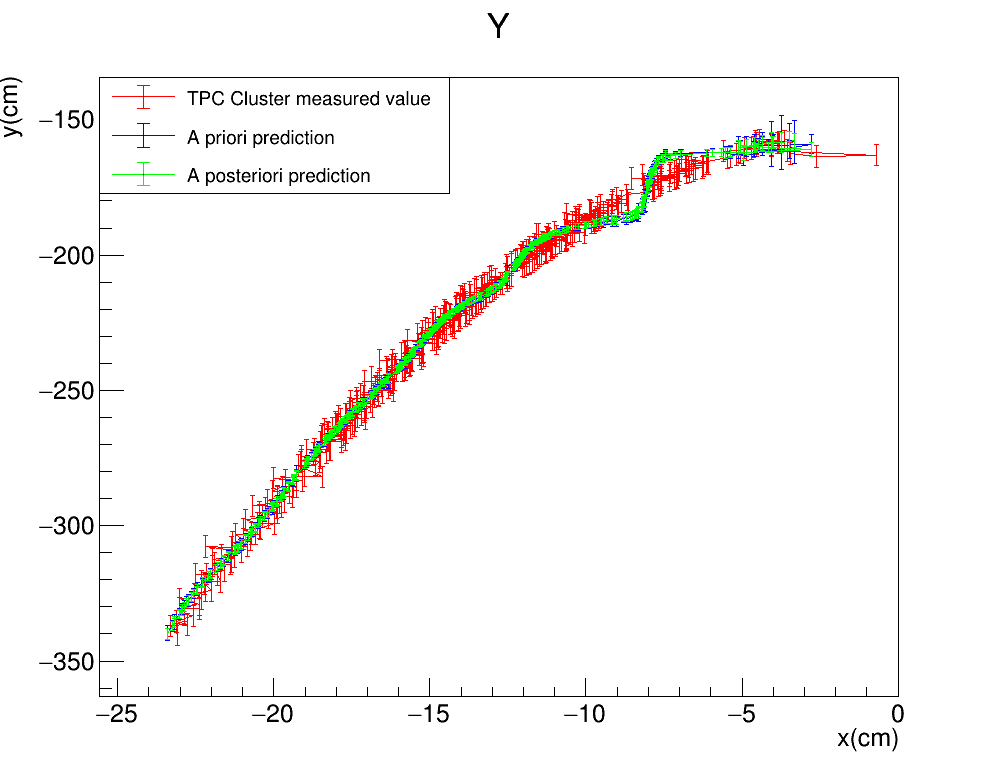 Y
y(cm)
TPC Cluster measured value
A priori prediction
A posteriori prediction
−150
−200
−250
−300
−350
−25 −20 −15 −10 −5 0
x(cm)